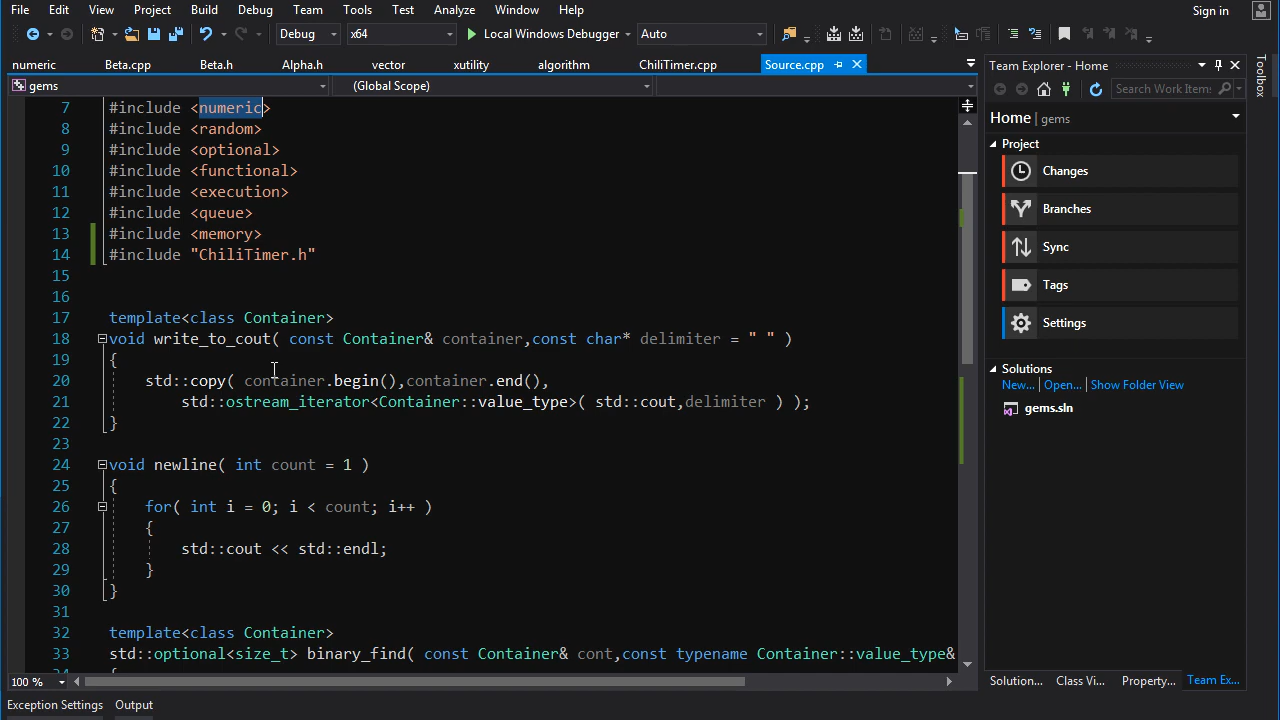 File Edit View Project Build Debug Team Tools Test Analyze Window Help Sign in
Debug x64 Local Windows Debugger Auto
numeric Beta.cpp Beta.h Alpha.h vector xutility algorithm ChiliTimer.cpp Source.cpp
gems (Global Scope)
7 #include <numeric>
8 #include <random>
9 #include <optional>
10 #include <functional>
11 #include <execution>
12 #include <queue>
13 #include <memory>
14 #include "ChiliTimer.h"
15
16
17 template<class Container>
18 void write_to_cout( const Container& container,const char* delimiter = " " )
19 {
20 std::copy( container.begin(),container.end(),
21 std::ostream_iterator<Container::value_type>( std::cout,delimiter ) );
22 }
23
24 void newline( int count = 1 )
25 {
26 for( int i = 0; i < count; i++ )
27 {
28 std::cout << std::endl;
29 }
30 }
31
32 template<class Container>
33 std::optional<size_t> binary_find( const Container& cont,const typename Container::value_type&
100 %
Exception Settings Output
Team Explorer - Home
Search Work Items
Home | gems
Project
Changes
Branches
Sync
Tags
Settings
Solutions
New... | Open... | Show Folder View
gems.sln
Solution... Class Vi... Property... Team Ex...
Toolbox